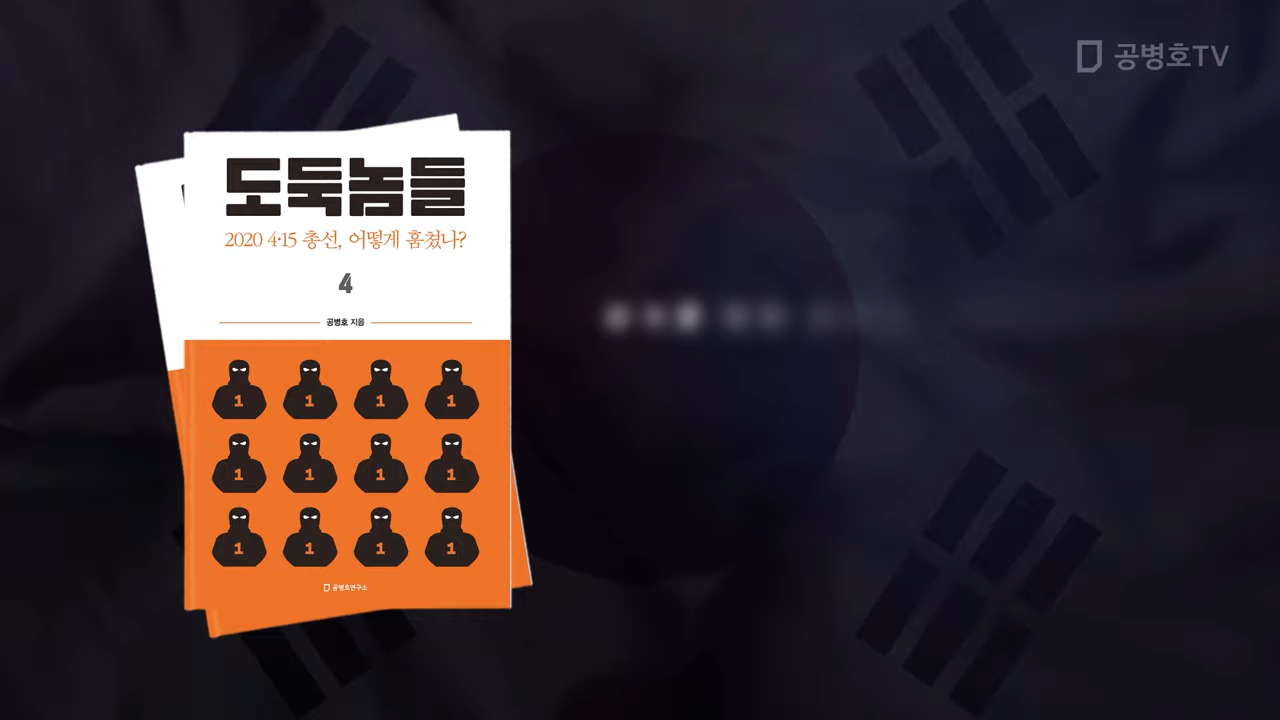 공병호TV
도둑놈들
2020 4·15 총선, 어떻게 훔쳤나?
4
공병호 지음
1 1 1 1
1 1 1 1
1 1 1 1
공병호연구소